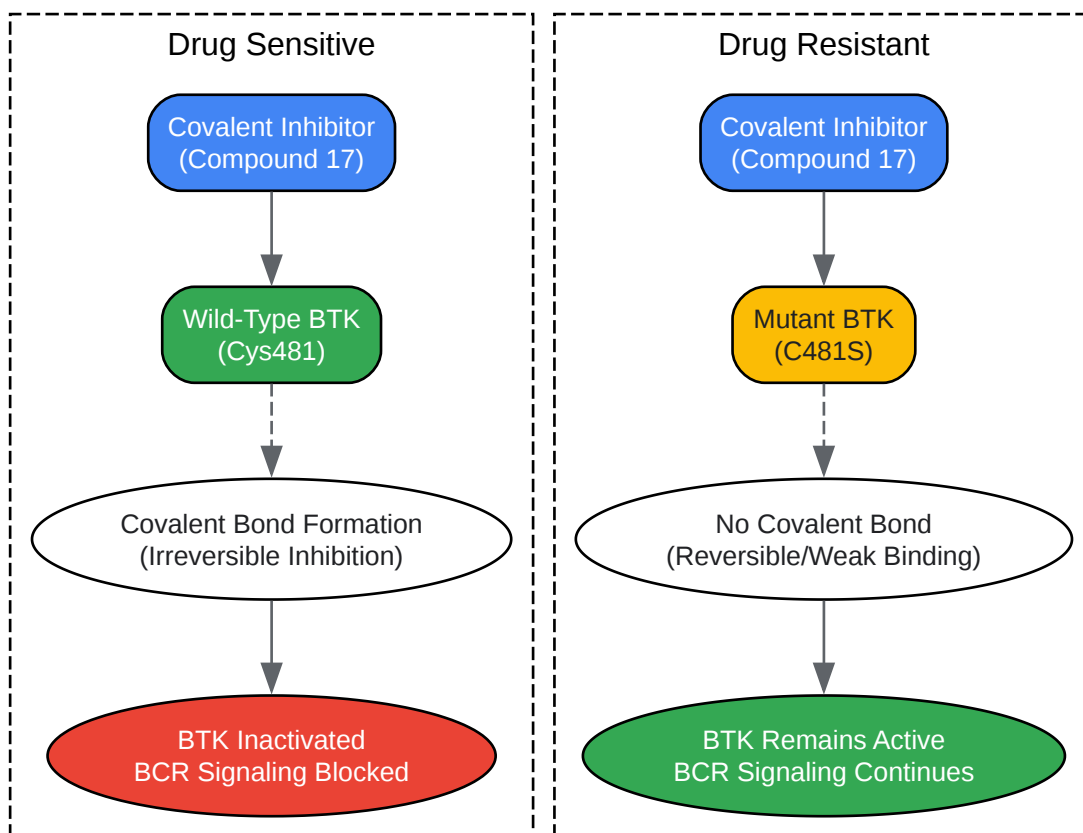 Drug Sensitive
Covalent Inhibitor
(Compound 17)
Wild-Type BTK
(Cys481)
Covalent Bond Formation
(Irreversible Inhibition)
BTK Inactivated
BCR Signaling Blocked
Drug Resistant
Covalent Inhibitor
(Compound 17)
Mutant BTK
(C481S)
No Covalent Bond
(Reversible/Weak Binding)
BTK Remains Active
BCR Signaling Continues